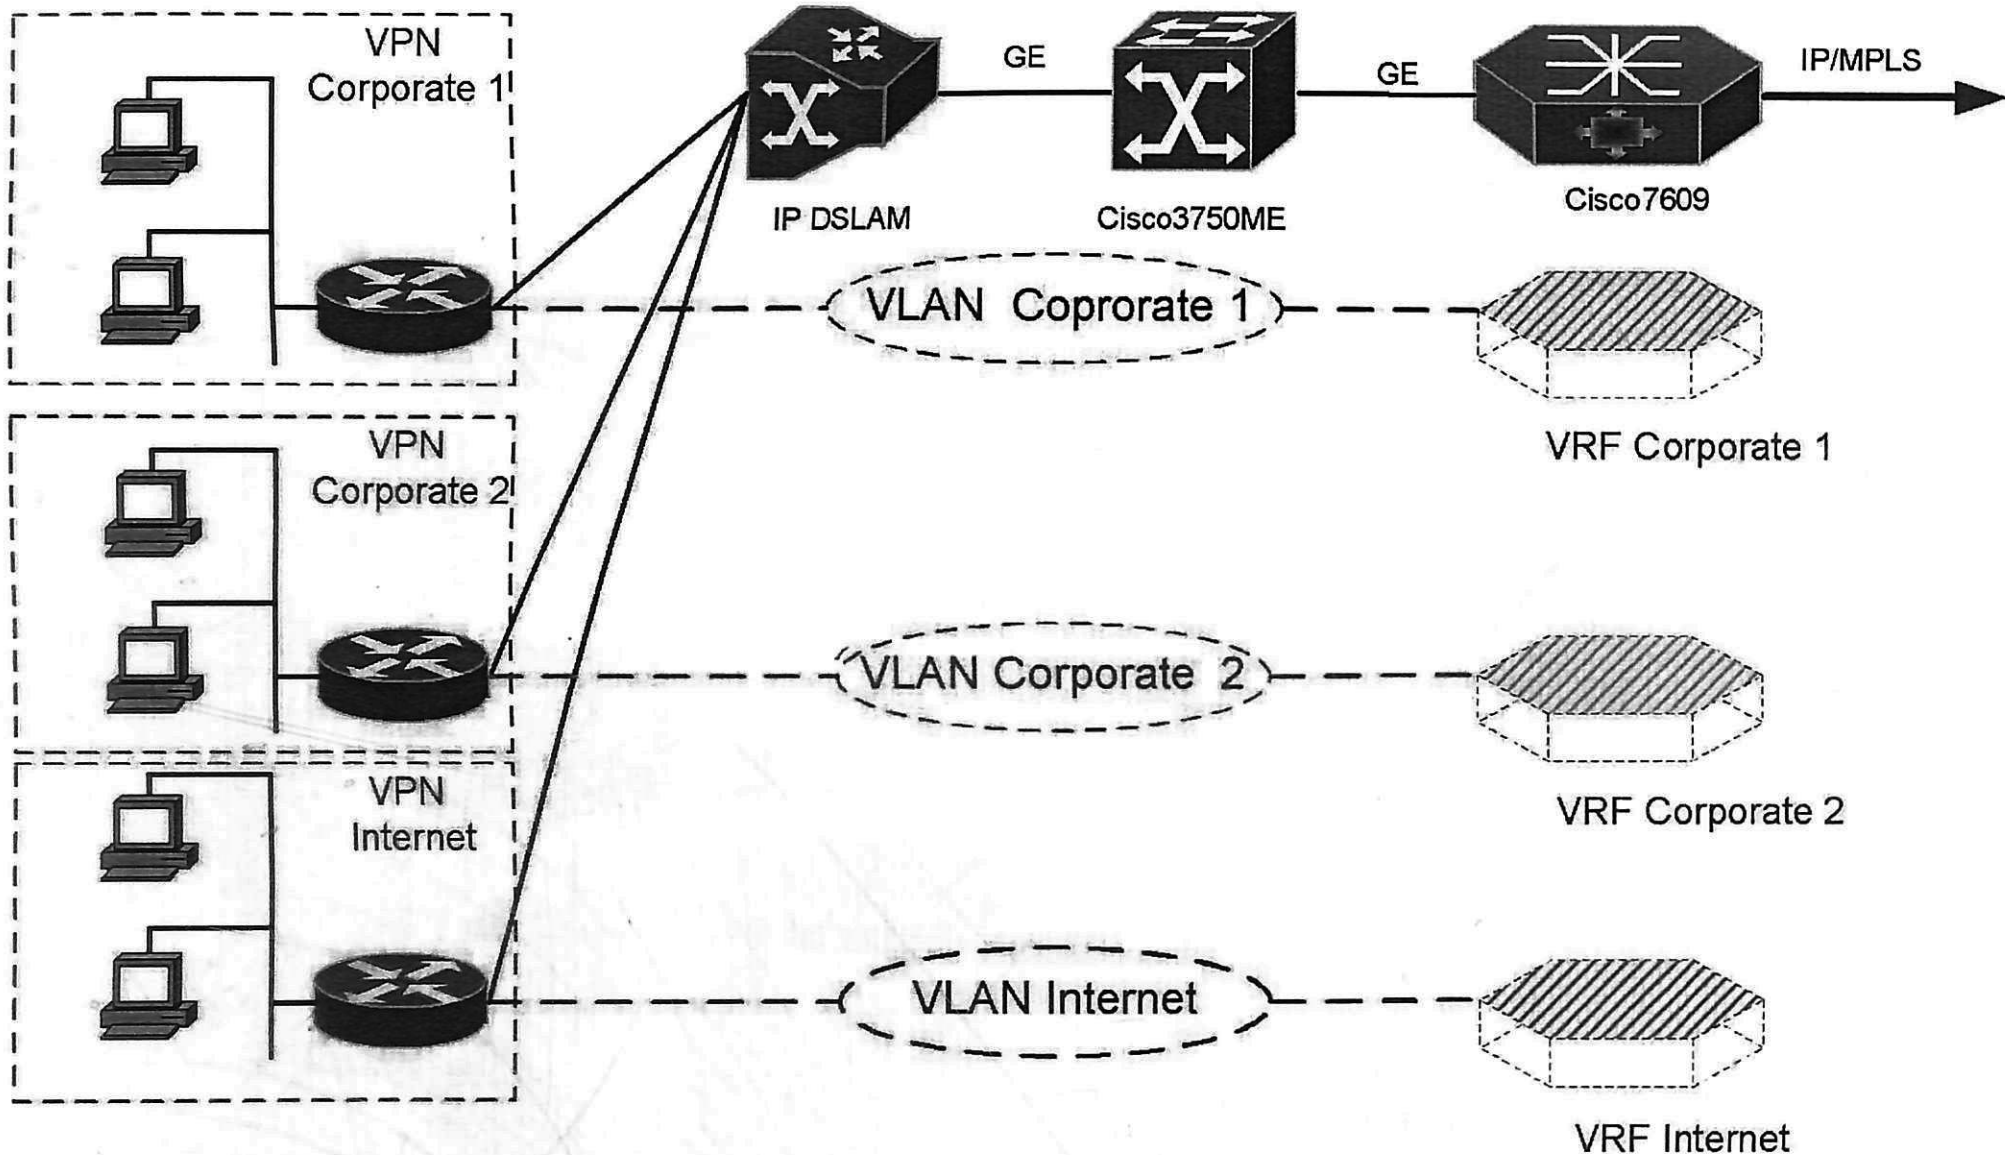 VPN
Corporate 1
GE
GE
IP/MPLS
IP DSLAM
Cisco3750ME
Cisco7609
VLAN Coprorate 1
VRF Corporate 1
VPN
Corporate 2
VLAN Corporate 2
VRF Corporate 2
VPN
Internet
VLAN Internet
VRF Internet